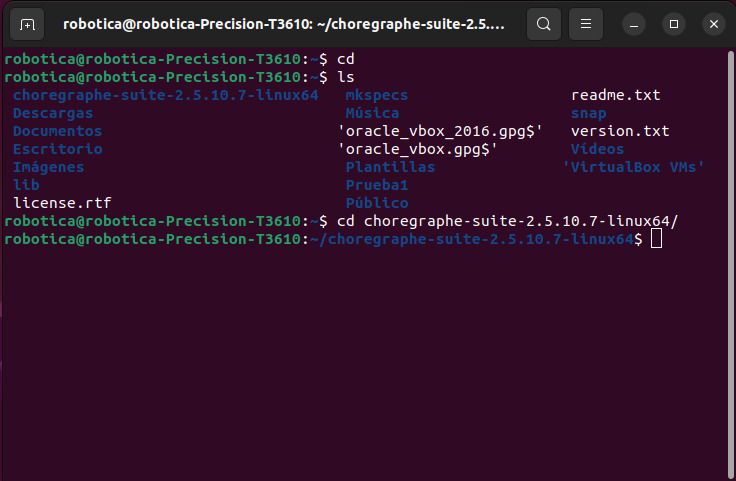 robotica@robotica-Precision-T3610: ~/choregraphe-suite-2.5....
robotica@robotica-Precision-T3610:~$ cd
robotica@robotica-Precision-T3610:~$ ls
choregraphe-suite-2.5.10.7-linux64 mkspecs readme.txt
Descargas Música snap
Documentos 'oracle_vbox_2016.gpg$' version.txt
Escritorio 'oracle_vbox.gpg$' Vídeos
Imágenes Plantillas 'VirtualBox VMs'
lib Prueba1
license.rtf Público
robotica@robotica-Precision-T3610:~$ cd choregraphe-suite-2.5.10.7-linux64/
robotica@robotica-Precision-T3610:~/choregraphe-suite-2.5.10.7-linux64$